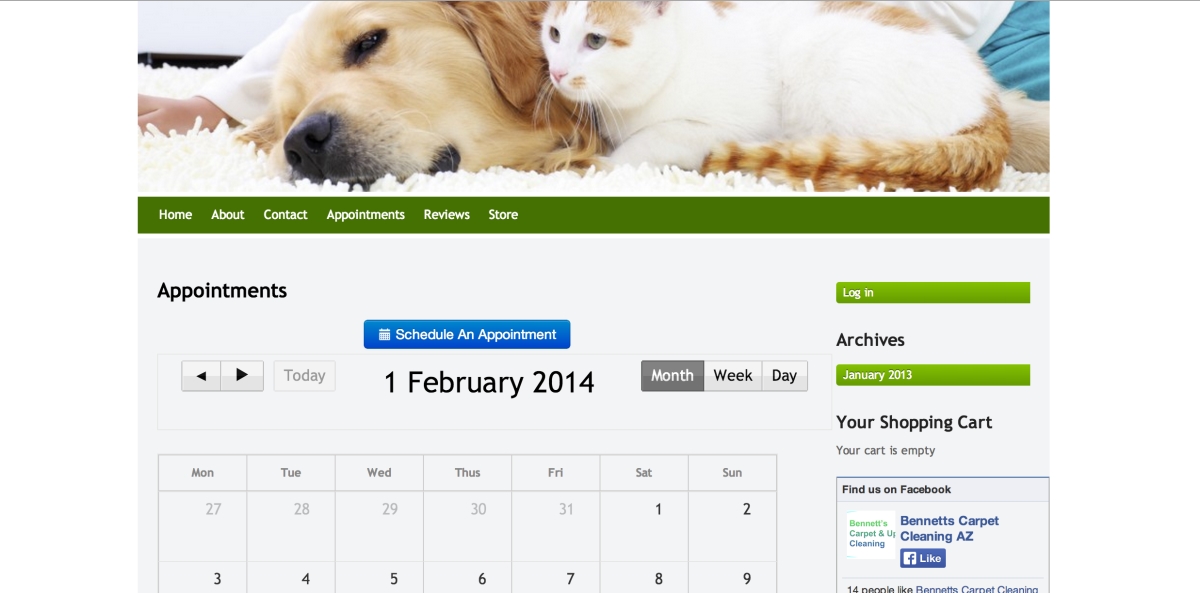 Home About Contact Appointments Reviews Store
Appointments
Schedule An Appointment
◄ ► Today
1 February 2014
Month Week Day
Mon Tue Wed Thus Fri Sat Sun
27 28 29 30 31 1 2
3 4 5 6 7 8 9
Log in
Archives
January 2013
Your Shopping Cart
Your cart is empty
Find us on Facebook
Bennett's
Carpet & Up
Cleaning
Bennetts Carpet
Cleaning AZ
Like
14 people like Bennetts Carpet Cleaning